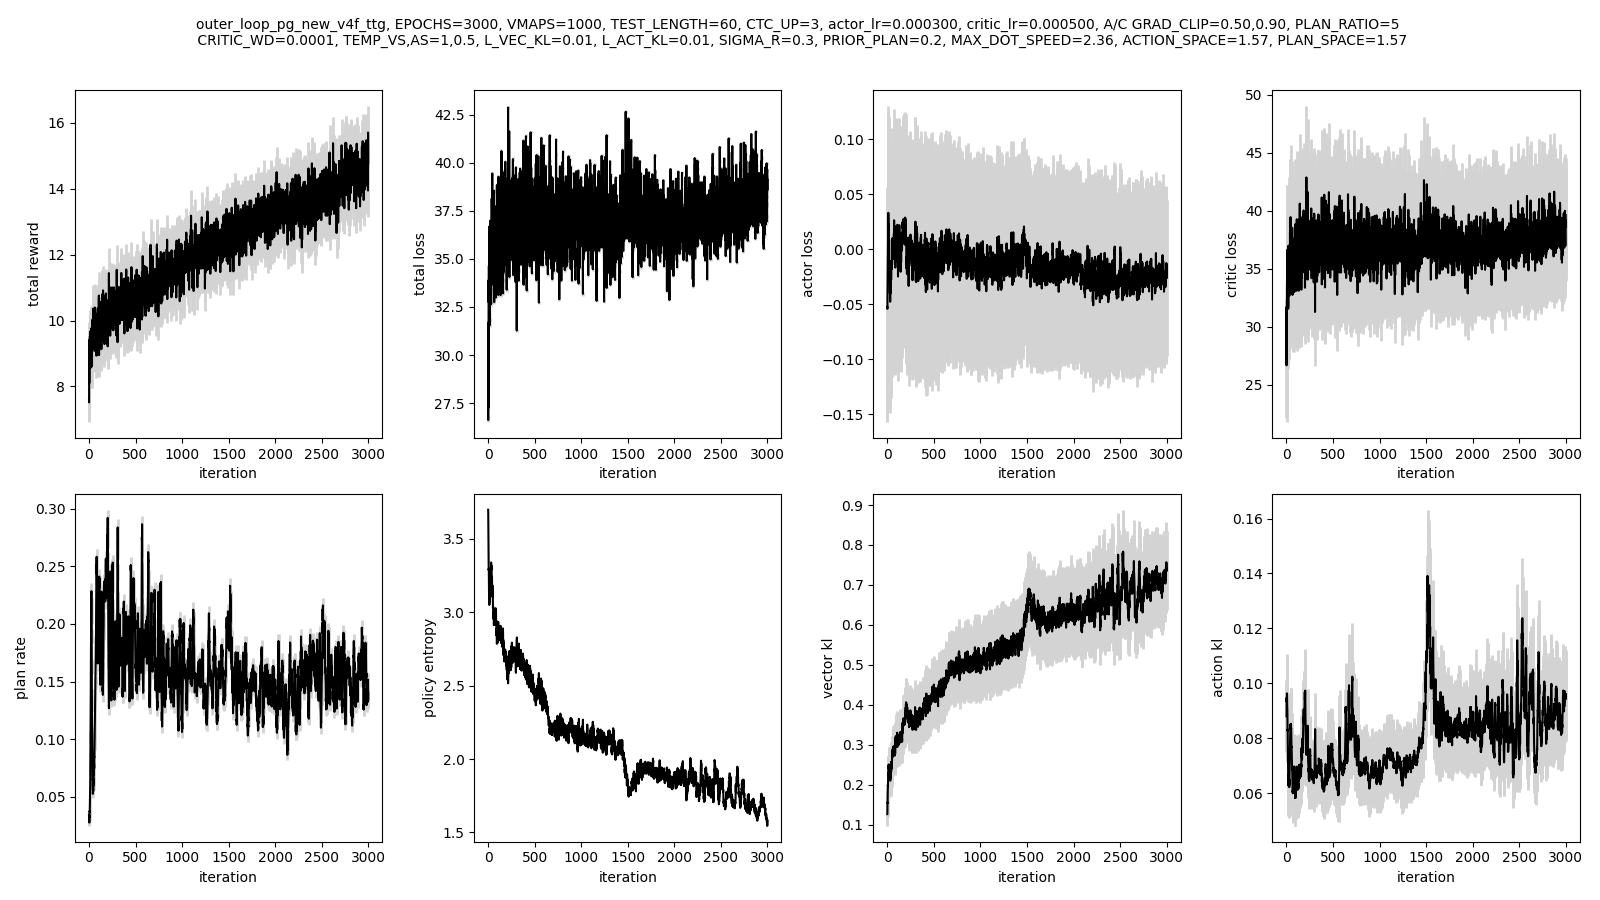 outer_loop_pg_new_v4f_ttg, EPOCHS=3000, VMAPS=1000, TEST_LENGTH=60, CTC_UP=3, actor_lr=0.000300, critic_lr=0.000500, A/C GRAD_CLIP=0.50,0.90, PLAN_RATIO=5
CRITIC_WD=0.0001, TEMP_VS,AS=1,0.5, L_VEC_KL=0.01, L_ACT_KL=0.01, SIGMA_R=0.3, PRIOR_PLAN=0.2, MAX_DOT_SPEED=2.36, ACTION_SPACE=1.57, PLAN_SPACE=1.57
total reward
16
14
12
10
8
0 500 1000 1500 2000 2500 3000
iteration
total loss
42.5
40.0
37.5
35.0
32.5
30.0
27.5
0 500 1000 1500 2000 2500 3000
iteration
actor loss
0.10
0.05
0.00
−0.05
−0.10
−0.15
0 500 1000 1500 2000 2500 3000
iteration
critic loss
50
45
40
35
30
25
0 500 1000 1500 2000 2500 3000
iteration
plan rate
0.30
0.25
0.20
0.15
0.10
0.05
0 500 1000 1500 2000 2500 3000
iteration
policy entropy
3.5
3.0
2.5
2.0
1.5
0 500 1000 1500 2000 2500 3000
iteration
vector kl
0.9
0.8
0.7
0.6
0.5
0.4
0.3
0.2
0.1
0 500 1000 1500 2000 2500 3000
iteration
action kl
0.16
0.14
0.12
0.10
0.08
0.06
0 500 1000 1500 2000 2500 3000
iteration